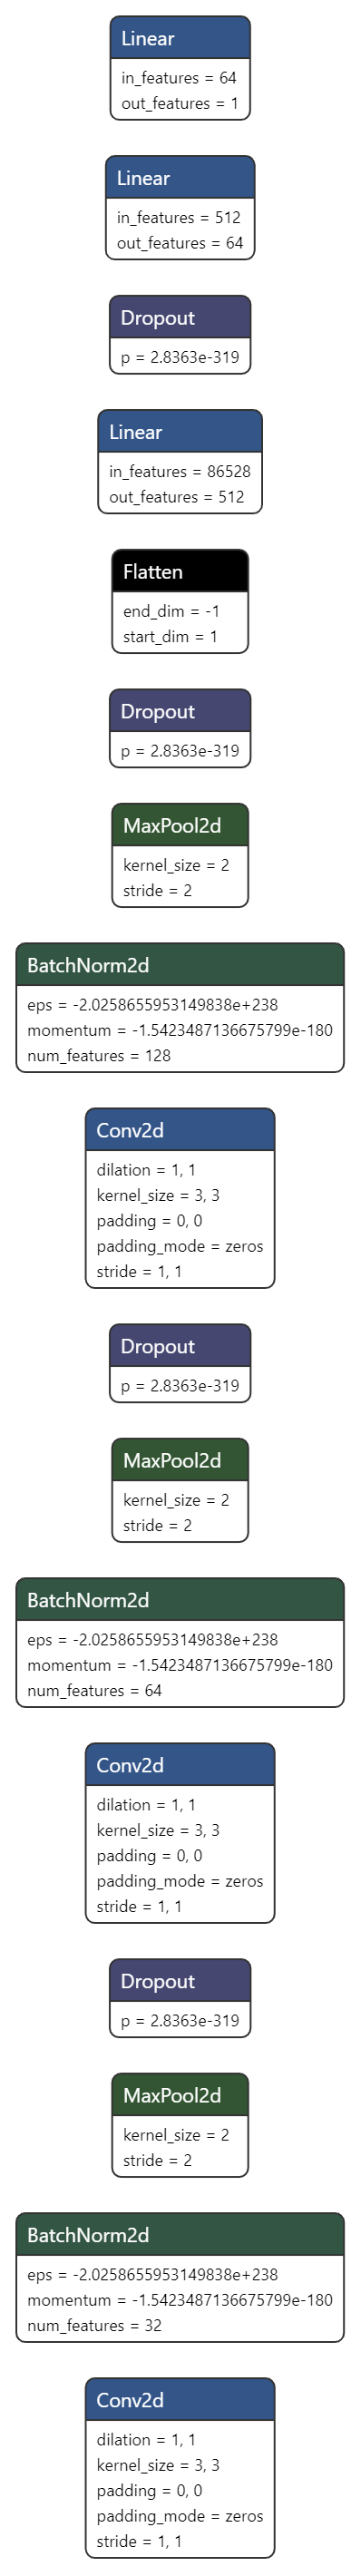 Linear
in_features = 64
out_features = 1
Linear
in_features = 512
out_features = 64
Dropout
p = 2.8363e-319
Linear
in_features = 86528
out_features = 512
Flatten
end_dim = -1
start_dim = 1
Dropout
p = 2.8363e-319
MaxPool2d
kernel_size = 2
stride = 2
BatchNorm2d
eps = -2.0258655953149838e+238
momentum = -1.5423487136675799e-180
num_features = 128
Conv2d
dilation = 1, 1
kernel_size = 3, 3
padding = 0, 0
padding_mode = zeros
stride = 1, 1
Dropout
p = 2.8363e-319
MaxPool2d
kernel_size = 2
stride = 2
BatchNorm2d
eps = -2.0258655953149838e+238
momentum = -1.5423487136675799e-180
num_features = 64
Conv2d
dilation = 1, 1
kernel_size = 3, 3
padding = 0, 0
padding_mode = zeros
stride = 1, 1
Dropout
p = 2.8363e-319
MaxPool2d
kernel_size = 2
stride = 2
BatchNorm2d
eps = -2.0258655953149838e+238
momentum = -1.5423487136675799e-180
num_features = 32
Conv2d
dilation = 1, 1
kernel_size = 3, 3
padding = 0, 0
padding_mode = zeros
stride = 1, 1